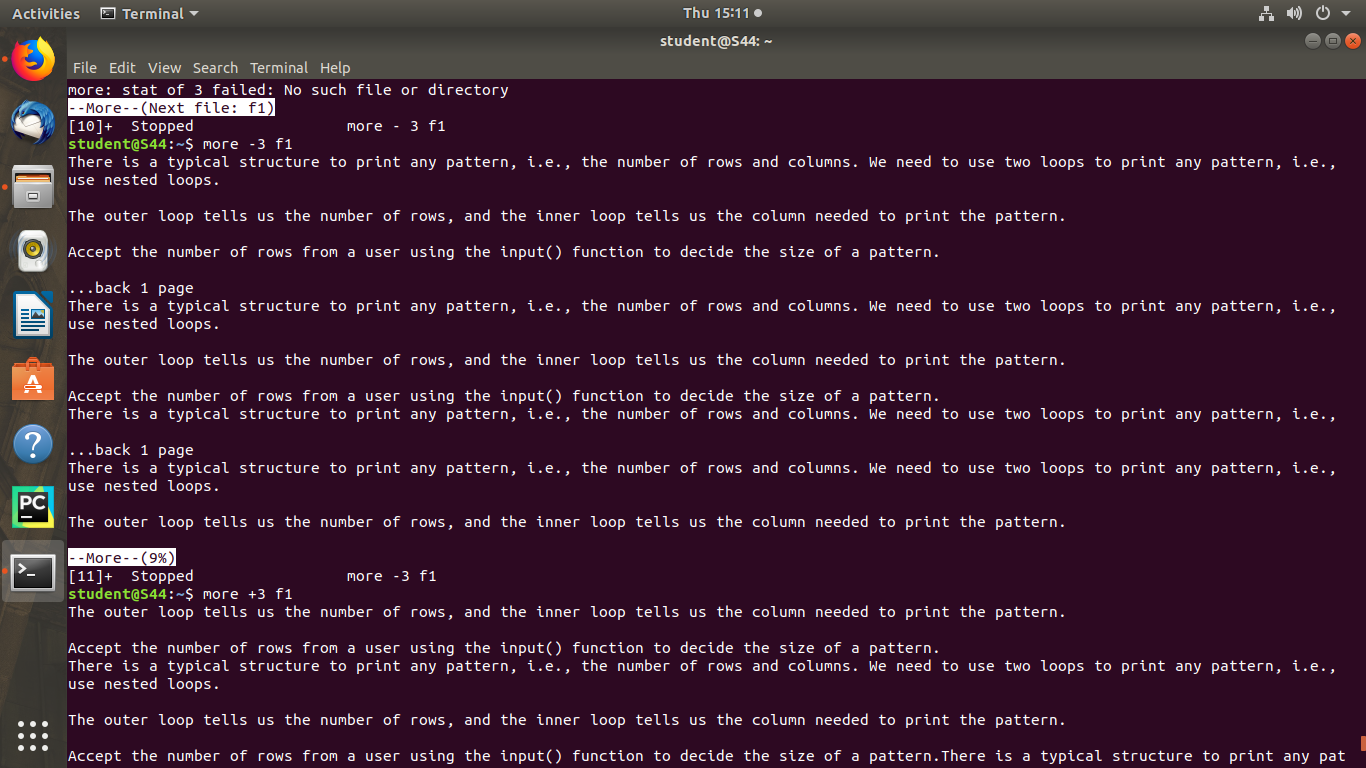 Activities Terminal Thu 15:11
student@S44: ~
File Edit View Search Terminal Help
more: stat of 3 failed: No such file or directory
--More--(Next file: f1)
[10]+  Stopped                 more - 3 f1
student@S44:~$ more -3 f1
There is a typical structure to print any pattern, i.e., the number of rows and columns. We need to use two loops to print any pattern, i.e.,
use nested loops.
The outer loop tells us the number of rows, and the inner loop tells us the column needed to print the pattern.
Accept the number of rows from a user using the input() function to decide the size of a pattern.
...back 1 page
There is a typical structure to print any pattern, i.e., the number of rows and columns. We need to use two loops to print any pattern, i.e.,
use nested loops.
The outer loop tells us the number of rows, and the inner loop tells us the column needed to print the pattern.
Accept the number of rows from a user using the input() function to decide the size of a pattern.
There is a typical structure to print any pattern, i.e., the number of rows and columns. We need to use two loops to print any pattern, i.e.,
...back 1 page
There is a typical structure to print any pattern, i.e., the number of rows and columns. We need to use two loops to print any pattern, i.e.,
use nested loops.
The outer loop tells us the number of rows, and the inner loop tells us the column needed to print the pattern.
--More--(9%)
[11]+  Stopped                 more -3 f1
student@S44:~$ more +3 f1
The outer loop tells us the number of rows, and the inner loop tells us the column needed to print the pattern.
Accept the number of rows from a user using the input() function to decide the size of a pattern.
There is a typical structure to print any pattern, i.e., the number of rows and columns. We need to use two loops to print any pattern, i.e.,
use nested loops.
The outer loop tells us the number of rows, and the inner loop tells us the column needed to print the pattern.
Accept the number of rows from a user using the input() function to decide the size of a pattern.There is a typical structure to print any pat
PC